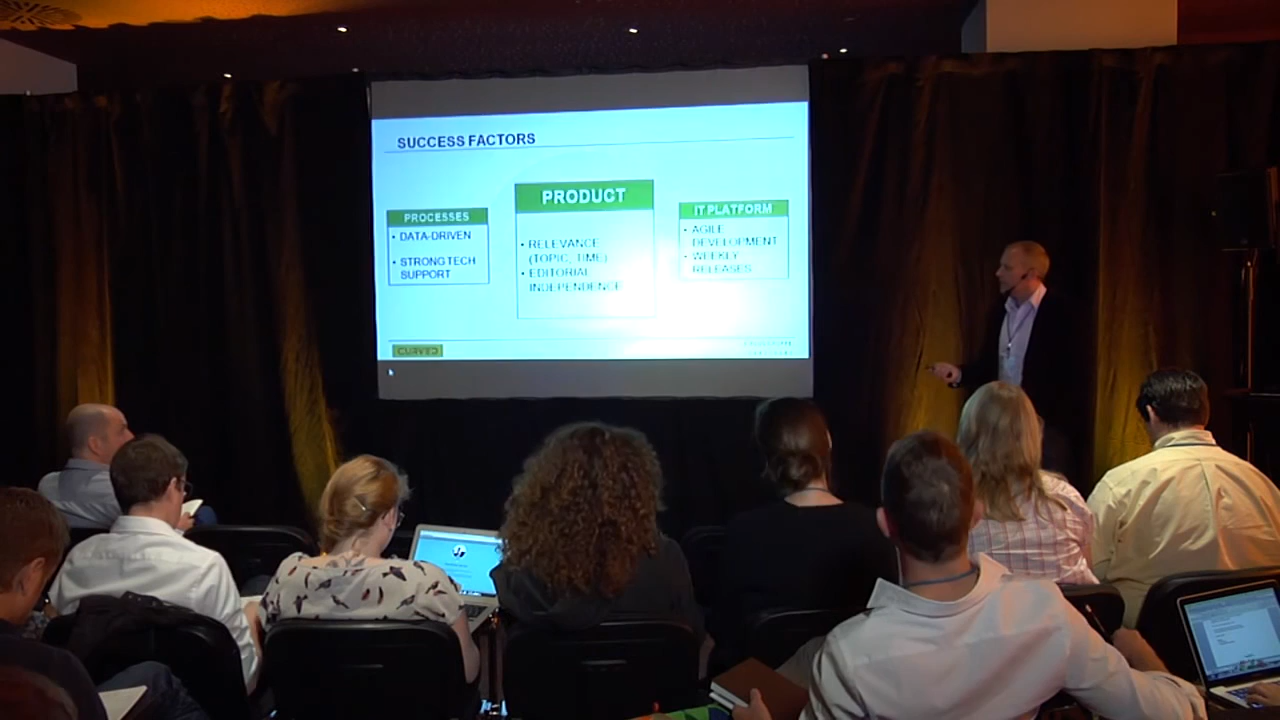 SUCCESS FACTORS
PROCESSES
• DATA-DRIVEN
• STRONG TECH
SUPPORT
PRODUCT
• RELEVANCE
(TOPIC, TIME)
• EDITORIAL
INDEPENDENCE
IT PLATFORM
• AGILE
DEVELOPMENT
• WEEKLY
RELEASES
CURVED